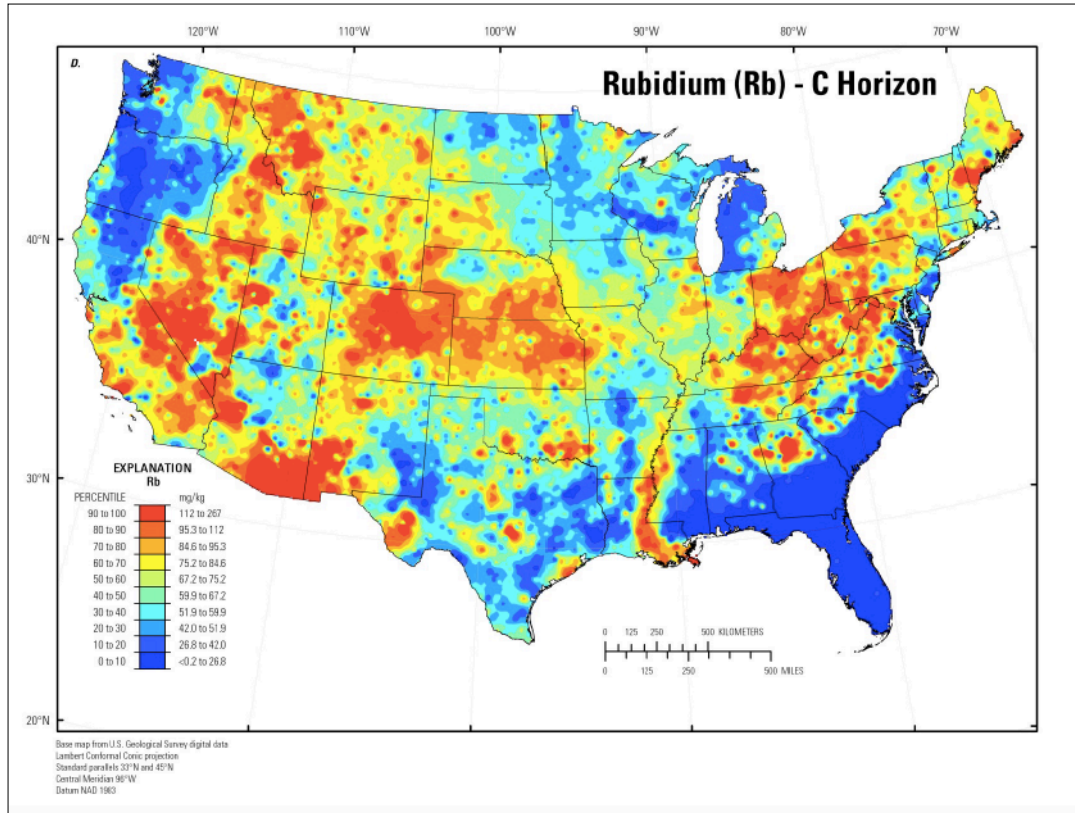 120°W 110°W 100°W 90°W 80°W 70°W
D.
Rubidium (Rb) - C Horizon
40°N
30°N
20°N
EXPLANATION
Rb
PERCENTILE mg/kg
90 to 100 112 to 267
80 to 90 95.3 to 112
70 to 80 84.6 to 95.3
60 to 70 75.2 to 84.6
50 to 60 67.2 to 75.2
40 to 50 59.9 to 67.2
30 to 40 51.9 to 59.9
20 to 30 42.0 to 51.9
10 to 20 26.8 to 42.0
0 to 10 <0.2 to 26.8
0 125 250 500 KILOMETERS
0 125 250 500 MILES
Base map from U.S. Geological Survey digital data
Lambert Conformal Conic projection
Standard parallels 33°N and 45°N
Central Meridian 96°W
Datum NAD 1983